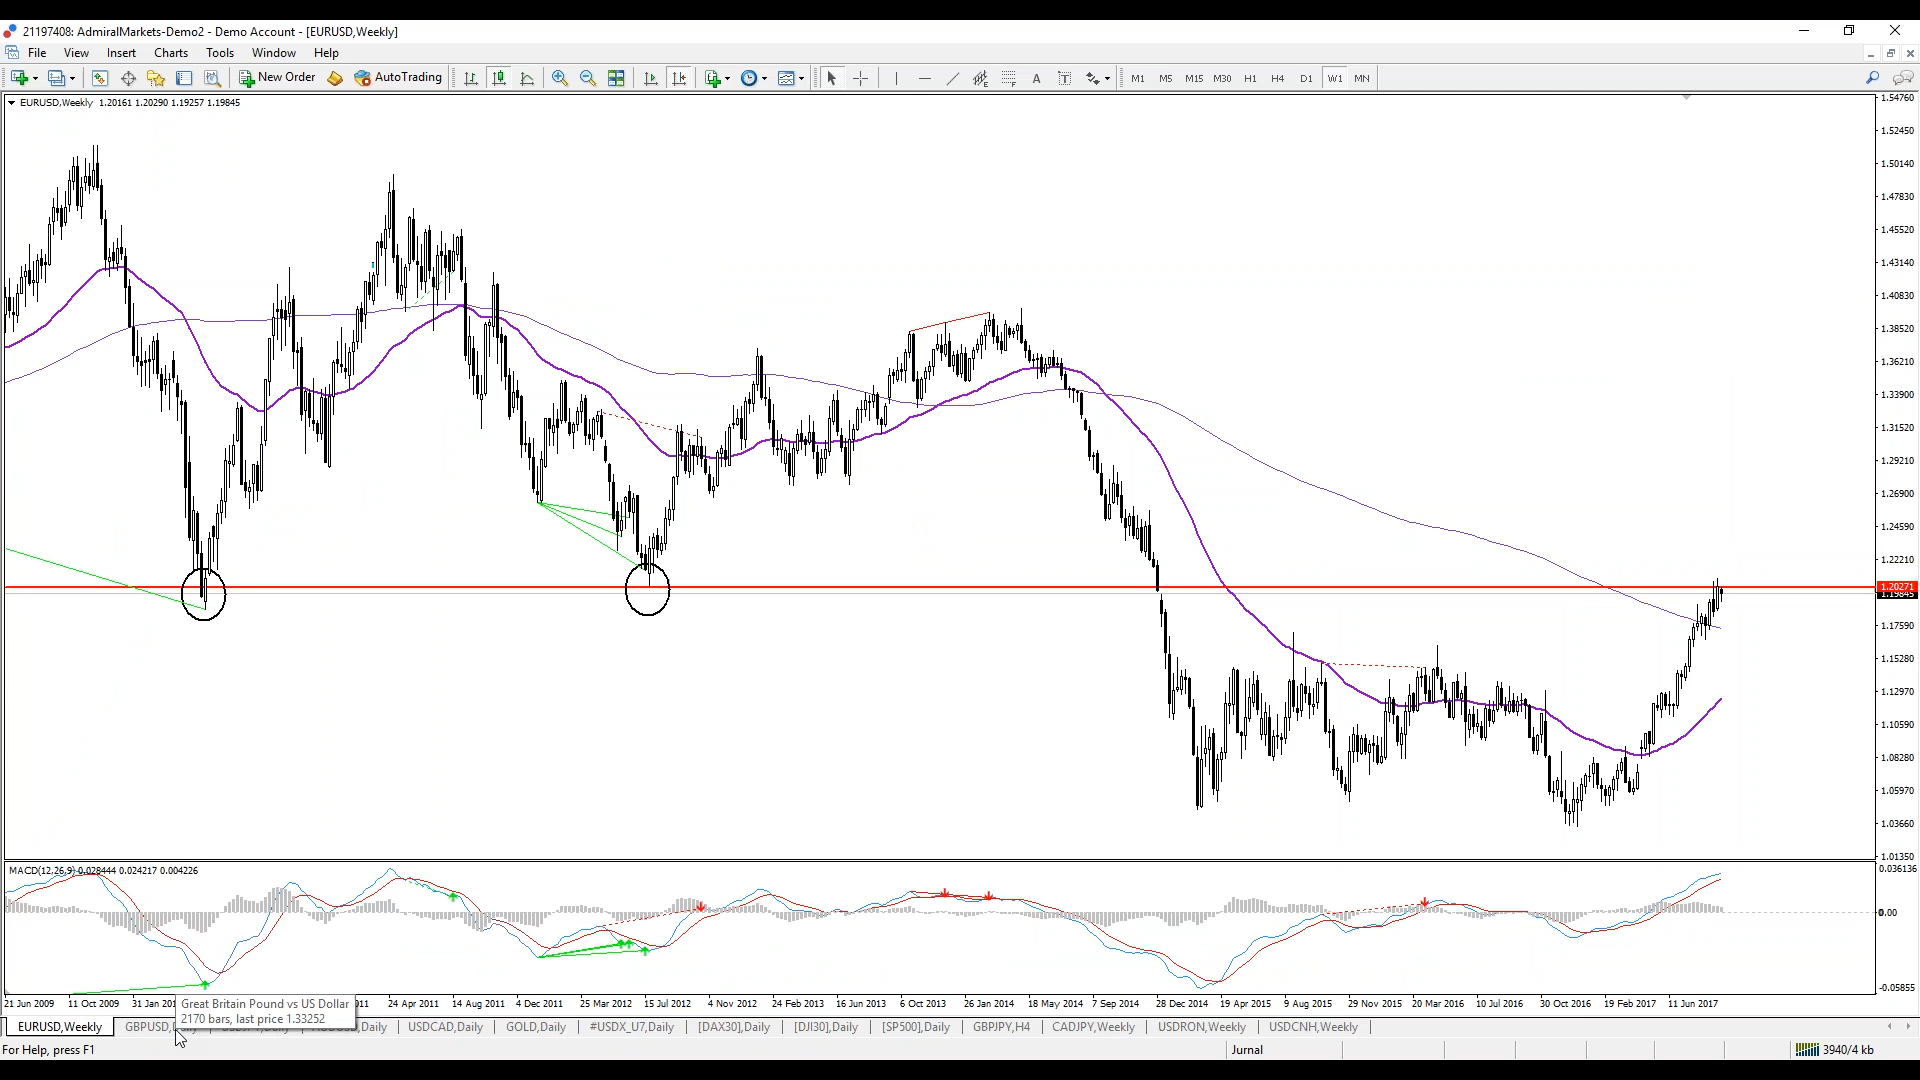 21197408: AdmiralMarkets-Demo2 - Demo Account - [EURUSD,Weekly]
File View Insert Charts Tools Window Help
New Order AutoTrading A T M1 M5 M15 M30 H1 H4 D1 W1 MN
EURUSD,Weekly 1.20161 1.20290 1.19257 1.19845
1.54760
1.52450
1.50140
1.47830
1.45520
1.43140
1.40830
1.38520
1.36210
1.33900
1.31520
1.29210
1.26900
1.24590
1.22210
1.20271
1.19845
1.17590
1.15280
1.12970
1.10590
1.08280
1.05970
1.03660
1.01350
MACD(12,26,9) 0.028444 0.024217 0.004226
0.036136
0.00
-0.05855
21 Jun 2009 11 Oct 2009 31 Jan 2011 24 Apr 2011 14 Aug 2011 4 Dec 2011 25 Mar 2012 15 Jul 2012 4 Nov 2012 24 Feb 2013 16 Jun 2013 6 Oct 2013 26 Jan 2014 18 May 2014 7 Sep 2014 28 Dec 2014 19 Apr 2015 9 Aug 2015 29 Nov 2015 20 Mar 2016 10 Jul 2016 30 Oct 2016 19 Feb 2017 11 Jun 2017
Great Britain Pound vs US Dollar
2170 bars, last price 1.33252
EURUSD,Weekly GBPUSD,Daily USDCAD,Daily GOLD,Daily #USDX_U7,Daily [DAX30],Daily [DJI30],Daily [SP500],Daily GBPJPY,H4 CADJPY,Weekly USDRON,Weekly USDCNH,Weekly
For Help, press F1 Jurnal 3940/4 kb